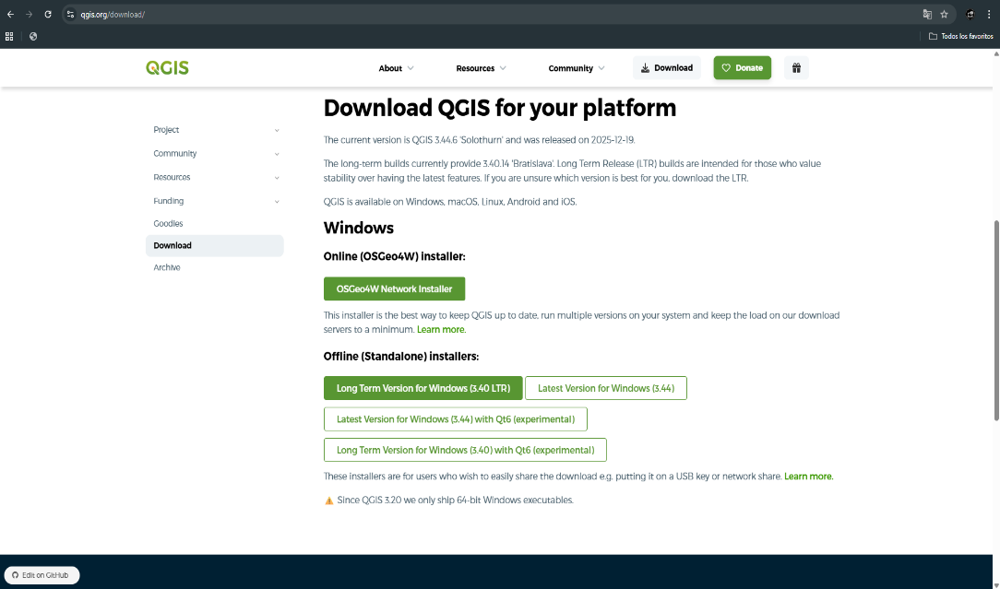 qgis.org/download/
Todos los favoritos
QGIS
About
Resources
Community
Download
Donate
Project
Community
Resources
Funding
Goodies
Download
Archive
Download QGIS for your platform
The current version is QGIS 3.44.6 'Solothurn' and was released on 2025-12-19.
The long-term builds currently provide 3.40.14 'Bratislava'. Long Term Release (LTR) builds are intended for those who value
stability over having the latest features. If you are unsure which version is best for you, download the LTR.
QGIS is available on Windows, macOS, Linux, Android and iOS.
Windows
Online (OSGeo4W) installer:
OSGeo4W Network Installer
This installer is the best way to keep QGIS up to date, run multiple versions on your system and keep the load on our download
servers to a minimum. Learn more.
Offline (Standalone) installers:
Long Term Version for Windows (3.40 LTR)
Latest Version for Windows (3.44)
Latest Version for Windows (3.44) with Qt6 (experimental)
Long Term Version for Windows (3.40) with Qt6 (experimental)
These installers are for users who wish to easily share the download e.g. putting it on a USB key or network share. Learn more.
⚠️ Since QGIS 3.20 we only ship 64-bit Windows executables.
Edit on GitHub